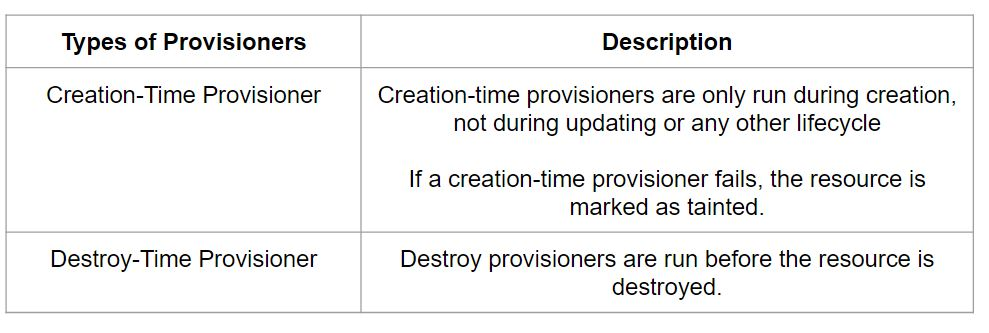 Types of Provisioners
Description
Creation-Time Provisioner
Creation-time provisioners are only run during creation,
not during updating or any other lifecycle
If a creation-time provisioner fails, the resource is
marked as tainted.
Destroy-Time Provisioner
Destroy provisioners are run before the resource is
destroyed.